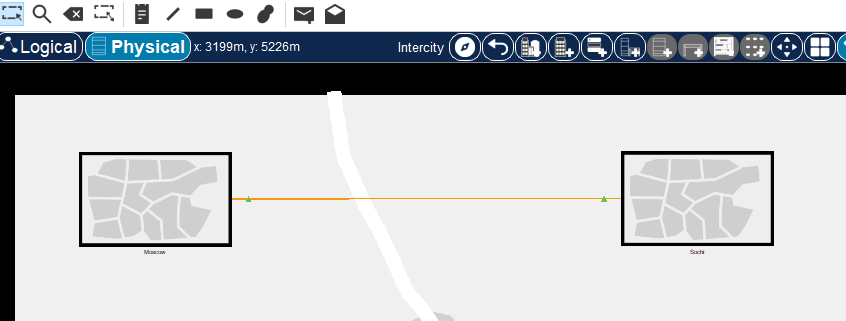 Logical
Physical
x: 3199m, y: 5226m
Intercity
Moscow
Sochi